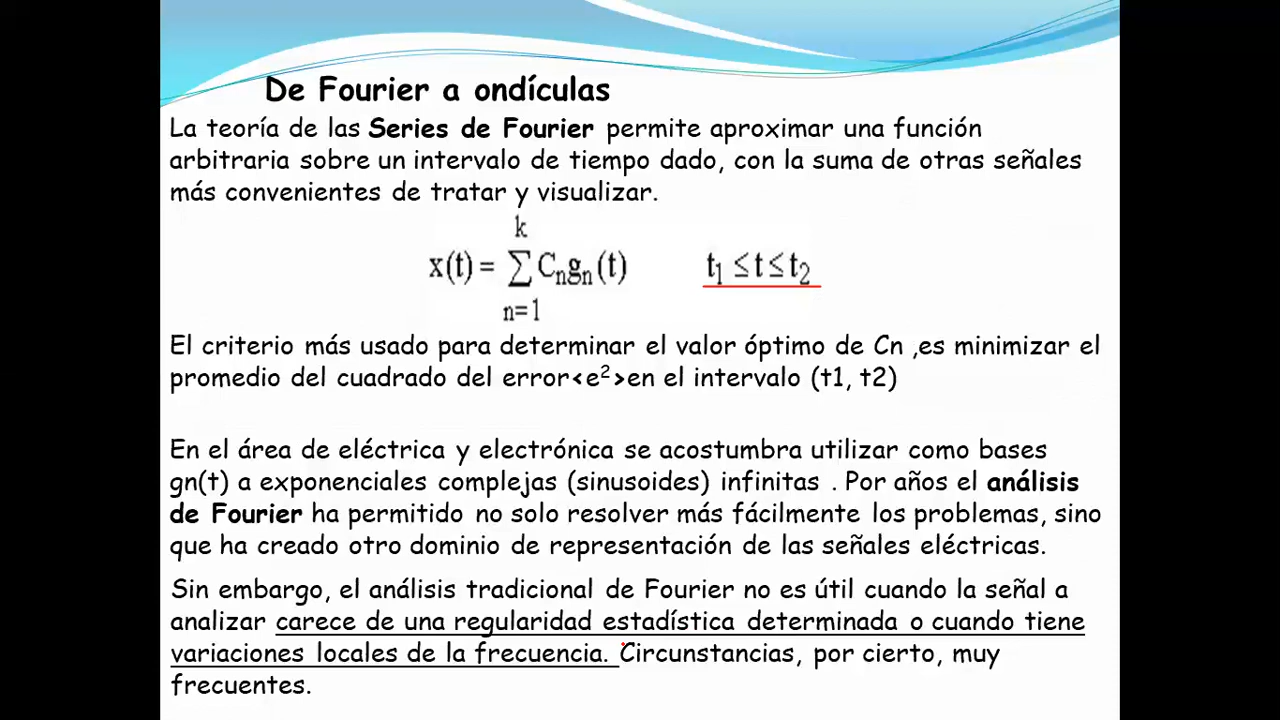 De Fourier a ondículas
La teoría de las Series de Fourier permite aproximar una función
arbitraria sobre un intervalo de tiempo dado, con la suma de otras señales
más convenientes de tratar y visualizar.
k
x(t) = ∑ Cₙgₙ(t) t₁ ≤ t ≤ t₂
n=1
El criterio más usado para determinar el valor óptimo de Cn ,es minimizar el
promedio del cuadrado del error<e²>en el intervalo (t1, t2)
En el área de eléctrica y electrónica se acostumbra utilizar como bases
gn(t) a exponenciales complejas (sinusoides) infinitas . Por años el análisis
de Fourier ha permitido no solo resolver más fácilmente los problemas, sino
que ha creado otro dominio de representación de las señales eléctricas.
Sin embargo, el análisis tradicional de Fourier no es útil cuando la señal a
analizar carece de una regularidad estadística determinada o cuando tiene
variaciones locales de la frecuencia. Circunstancias, por cierto, muy
frecuentes.